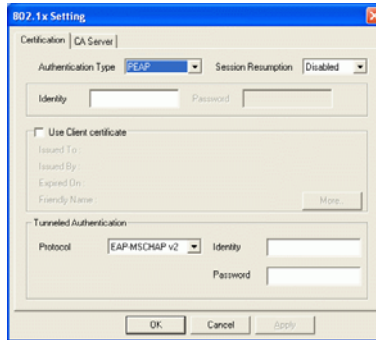 802.1x Setting
Certification CA Server
Authentication Type PEAP Session Resumption Disabled
Identity Password
Use Client certificate
Issued To :
Issued By :
Expired On :
Friendly Name :
More...
Tunneled Authentication
Protocol EAP-MSCHAP v2 Identity
Password
OK Cancel Apply